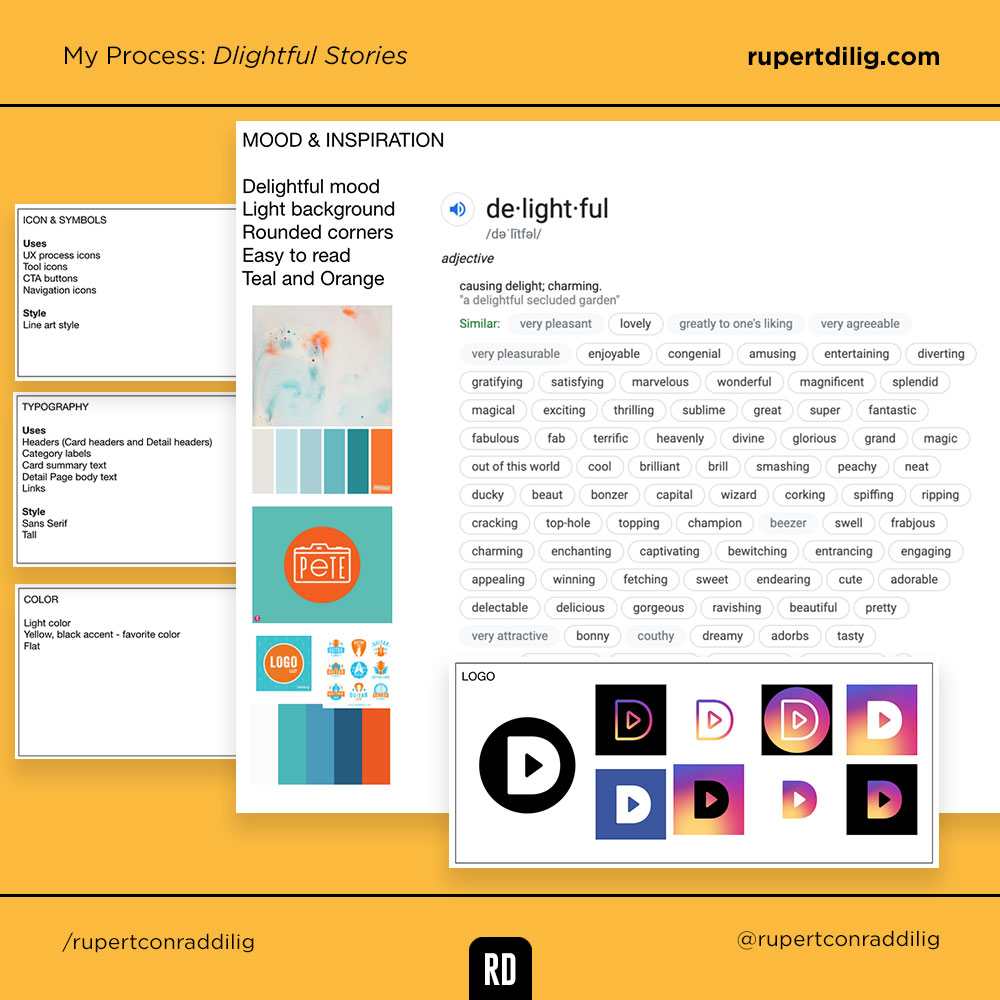 My Process: Dlightful Stories
rupertdilig.com
ICON & SYMBOLS
Uses
UX process icons
Tool icons
CTA buttons
Navigation icons
Style
Line art style
TYPOGRAPHY
Uses
Headers (Card headers and Detail headers)
Category labels
Card summary text
Detail Page body text
Links
Style
Sans Serif
Tall
COLOR
Light color
Yellow, black accent - favorite color
Flat
MOOD & INSPIRATION
Delightful mood
Light background
Rounded corners
Easy to read
Teal and Orange
PeTE
LOGO
de·light·ful
/dəˈlītfəl/
adjective
causing delight; charming.
"a delightful secluded garden"
Similar: very pleasant lovely greatly to one's liking very agreeable
very pleasurable enjoyable congenial amusing entertaining diverting
gratifying satisfying marvelous wonderful magnificent splendid
magical exciting thrilling sublime great super fantastic
fabulous fab terrific heavenly divine glorious grand magic
out of this world cool brilliant brill smashing peachy neat
ducky beaut bonzer capital wizard corking spiffing ripping
cracking top-hole topping champion beezer swell frabjous
charming enchanting captivating bewitching entrancing engaging
appealing winning fetching sweet endearing cute adorable
delectable delicious gorgeous ravishing beautiful pretty
very attractive bonny couthy dreamy adorbs tasty
LOGO
D D D D D
D D D D
/rupertconraddilig
RD
@rupertconraddilig